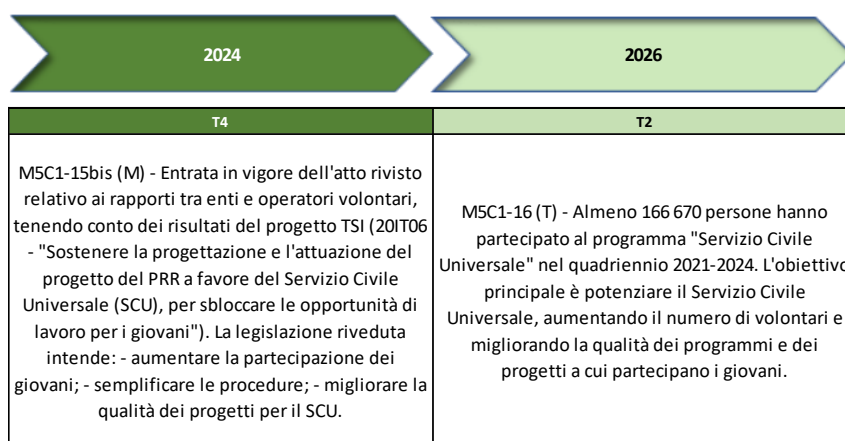 2024
2026
T4
T2
M5C1-15bis (M) - Entrata in vigore dell'atto rivisto
relativo ai rapporti tra enti e operatori volontari,
tenendo conto dei risultati del progetto TSI (20IT06
- "Sostenere la progettazione e l'attuazione del
progetto del PRR a favore del Servizio Civile
Universale (SCU), per sbloccare le opportunità di
lavoro per i giovani"). La legislazione riveduta
intende: - aumentare la partecipazione dei
giovani; - semplificare le procedure; - migliorare la
qualità dei progetti per il SCU.
M5C1-16 (T) - Almeno 166 670 persone hanno
partecipato al programma "Servizio Civile
Universale" nel quadriennio 2021-2024. L'obiettivo
principale è potenziare il Servizio Civile
Universale, aumentando il numero di volontari e
migliorando la qualità dei programmi e dei
progetti a cui partecipano i giovani.